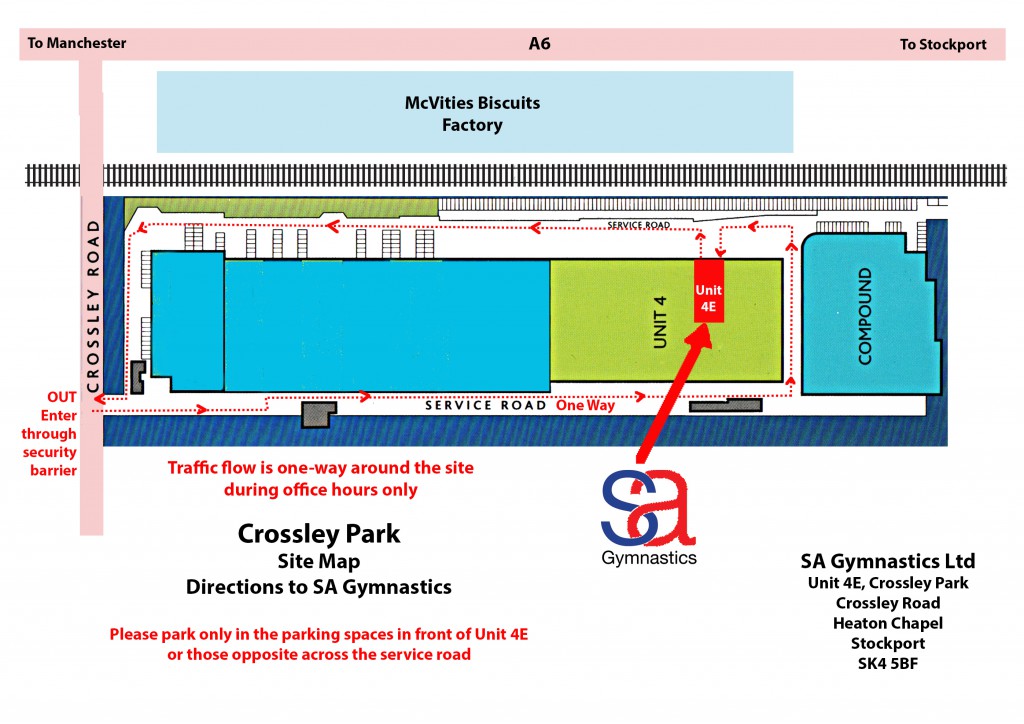 To Manchester
A6
To Stockport
McVities Biscuits
Factory
CROSSLEY ROAD
SERVICE ROAD
Unit
4E
UNIT 4
COMPOUND
OUT
Enter
through
security
barrier
SERVICE ROAD One Way
Traffic flow is one-way around the site
during office hours only
sa
Gymnastics
Crossley Park
Site Map
Directions to SA Gymnastics
Please park only in the parking spaces in front of Unit 4E
or those opposite across the service road
SA Gymnastics Ltd
Unit 4E, Crossley Park
Crossley Road
Heaton Chapel
Stockport
SK4 5BF